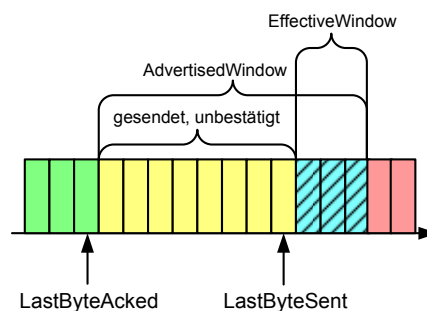 EffectiveWindow
AdvertisedWindow
gesendet, unbestätigt
LastByteAcked
LastByteSent